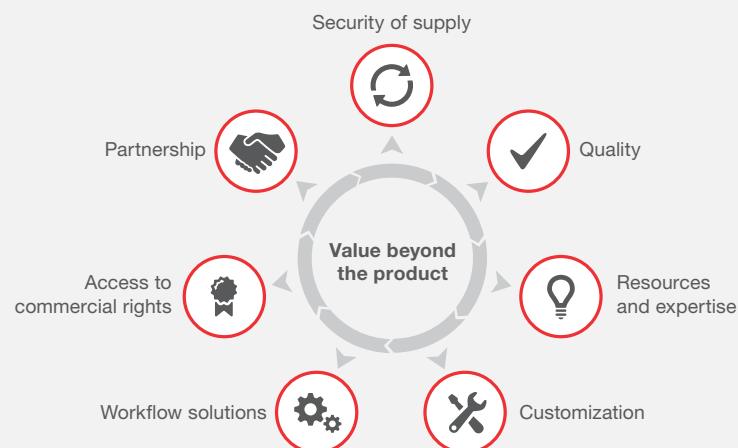 Security of supply
Partnership
Quality
Value beyond
the product
Access to
commercial rights
Resources
and expertise
Workflow solutions
Customization